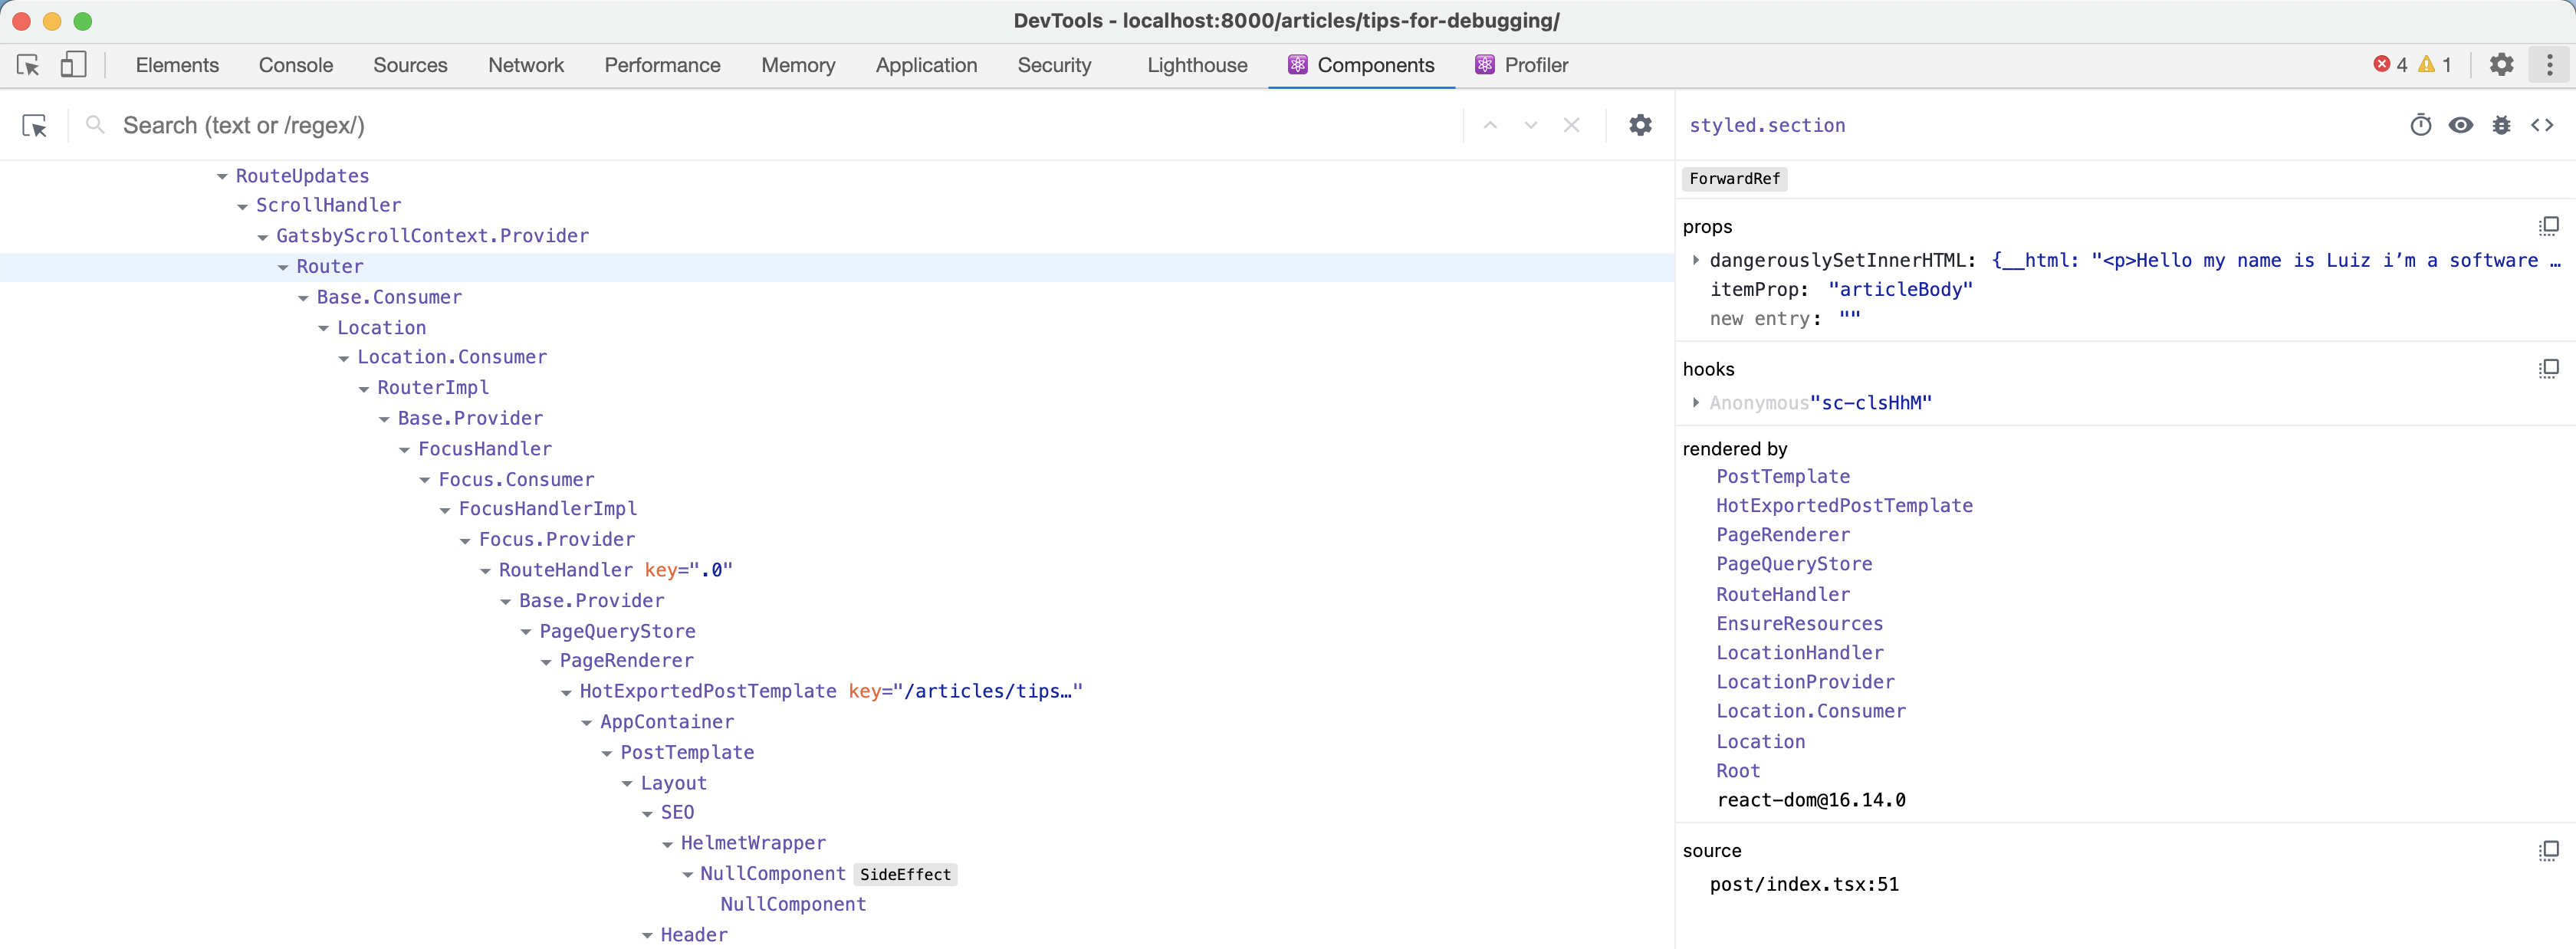 DevTools - localhost:8000/articles/tips-for-debugging/
Elements Console Sources Network Performance Memory Application Security Lighthouse Components Profiler 4 1
Search (text or /regex/)
RouteUpdates
ScrollHandler
GatsbyScrollContext.Provider
Router
Base.Consumer
Location
Location.Consumer
RouterImpl
Base.Provider
FocusHandler
Focus.Consumer
FocusHandlerImpl
Focus.Provider
RouteHandler key=".0"
Base.Provider
PageQueryStore
PageRenderer
HotExportedPostTemplate key="/articles/tips…"
AppContainer
PostTemplate
Layout
SEO
HelmetWrapper
NullComponent SideEffect
NullComponent
Header
styled.section
ForwardRef
props
dangerouslySetInnerHTML: {__html: "<p>Hello my name is Luiz i’m a software …
itemProp: "articleBody"
new entry: ""
hooks
Anonymous"sc-clsHhM"
rendered by
PostTemplate
HotExportedPostTemplate
PageRenderer
PageQueryStore
RouteHandler
EnsureResources
LocationHandler
LocationProvider
Location.Consumer
Location
Root
react-dom@16.14.0
source
post/index.tsx:51